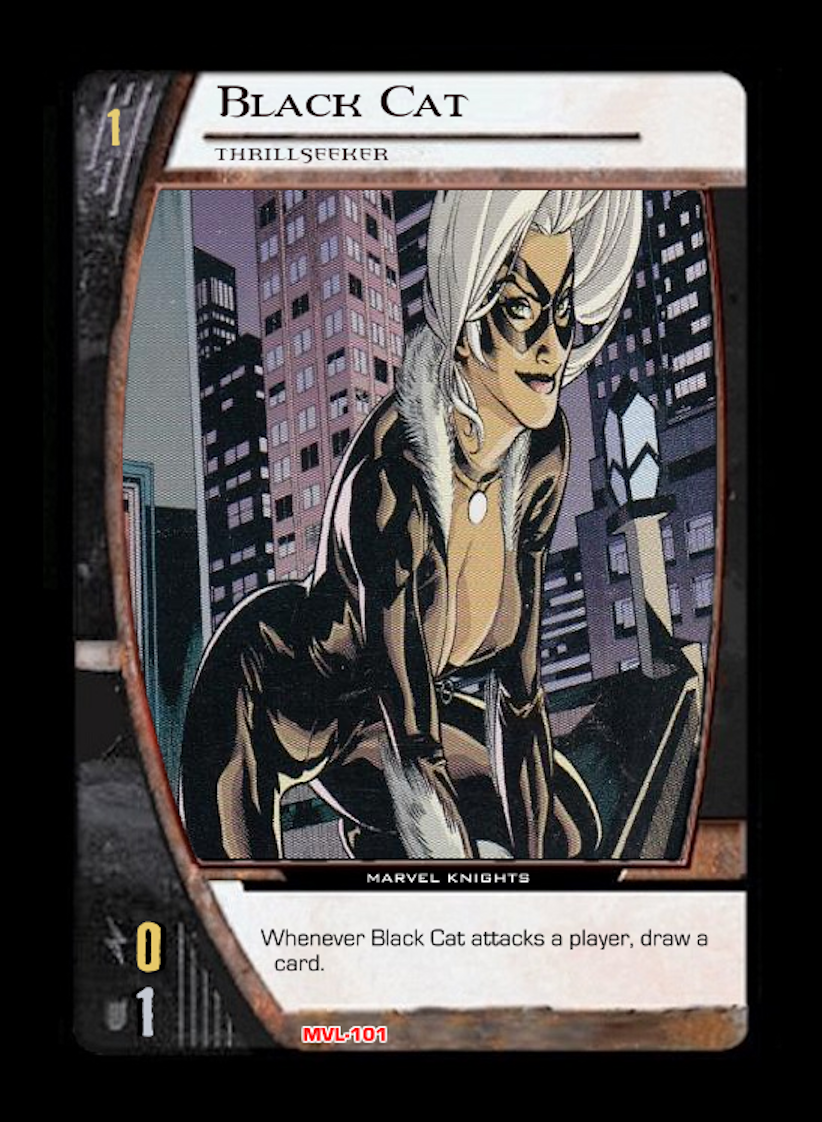 1
Black Cat
THRILLSEEKER
MARVEL KNIGHTS
Whenever Black Cat attacks a player, draw a
card.
0
1
MVL-101